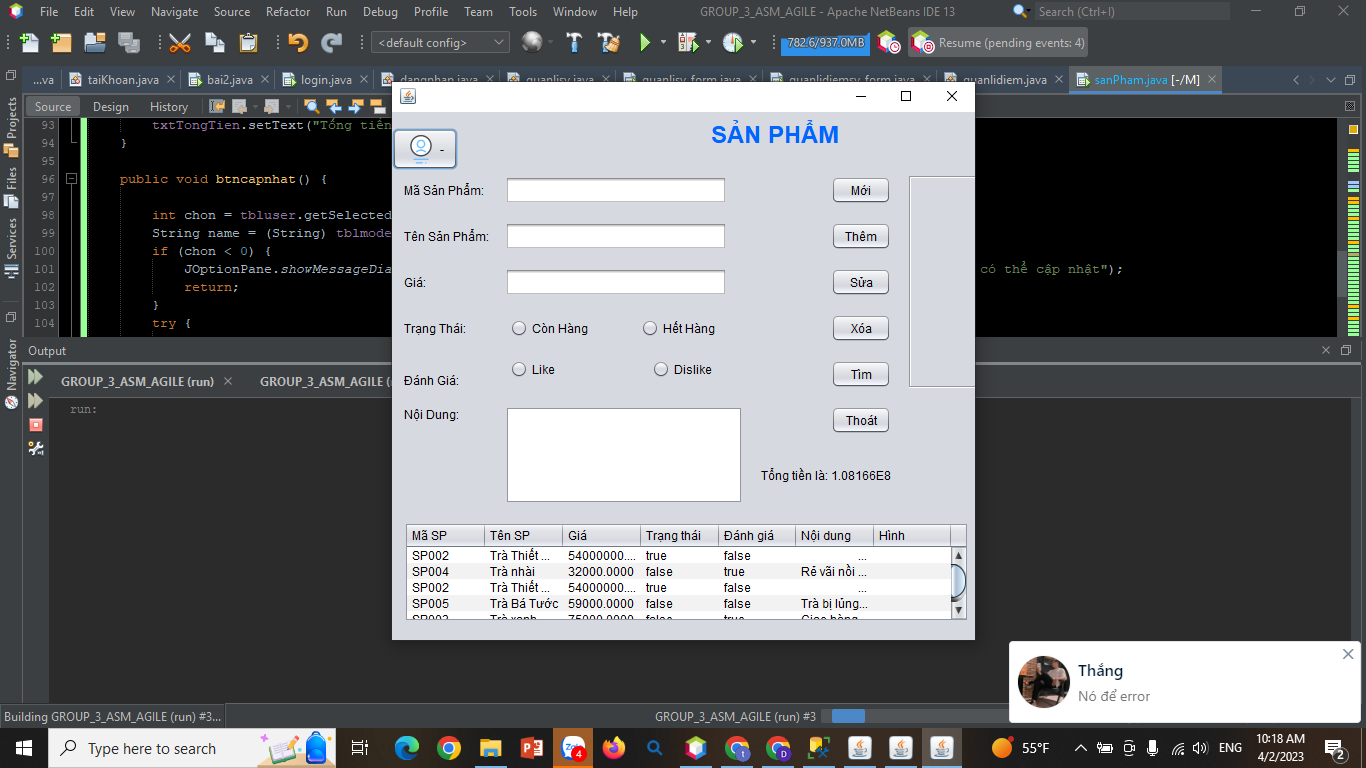 File Edit View Navigate Source Refactor Run Debug Profile Team Tools Window Help
GROUP_3_ASM_AGILE - Apache NetBeans IDE 13
Search (Ctrl+I)
<default config>
782.6/937.0MB
Resume (pending events: 4)
...va taiKhoan.java bai2.java login.java dangnhap.java quanlisv.java quanlisv_form.java quanlidiemsv_form.java quanlidiem.java sanPham.java [-/M]
Source Design History
Projects
Files
Services
Navigator
93 txtTongTien.setText("Tổng tiền
94 }
95
96 public void btncapnhat() {
97
98 int chon = tbluser.getSelected
99 String name = (String) tblmode
100 if (chon < 0) {
101 JOptionPane.showMessageDia có thể cập nhật");
102 return;
103 }
104 try {
Output
GROUP_3_ASM_AGILE (run) GROUP_3_ASM_AGILE (
run:
SẢN PHẨM
-
Mã Sản Phẩm: Mới
Tên Sản Phẩm: Thêm
Giá: Sửa
Trạng Thái: Còn Hàng Hết Hàng Xóa
Đánh Giá: Like Dislike Tìm
Nội Dung: Thoát
Tổng tiền là: 1.08166E8
Mã SP Tên SP Giá Trạng thái Đánh giá Nội dung Hình
SP002 Trà Thiết ... 54000000.... true false ...
SP004 Trà nhài 32000.0000 false true Rẻ vãi nồi ...
SP002 Trà Thiết ... 54000000.... true false ...
SP005 Trà Bá Tước 59000.0000 false false Trà bị lủng...
Thắng
Nó để error
Building GROUP_3_ASM_AGILE (run) #3...
GROUP_3_ASM_AGILE (run) #3
Type here to search
Zalo
4
t
D
55°F
ENG
10:18 AM
4/2/2023
2